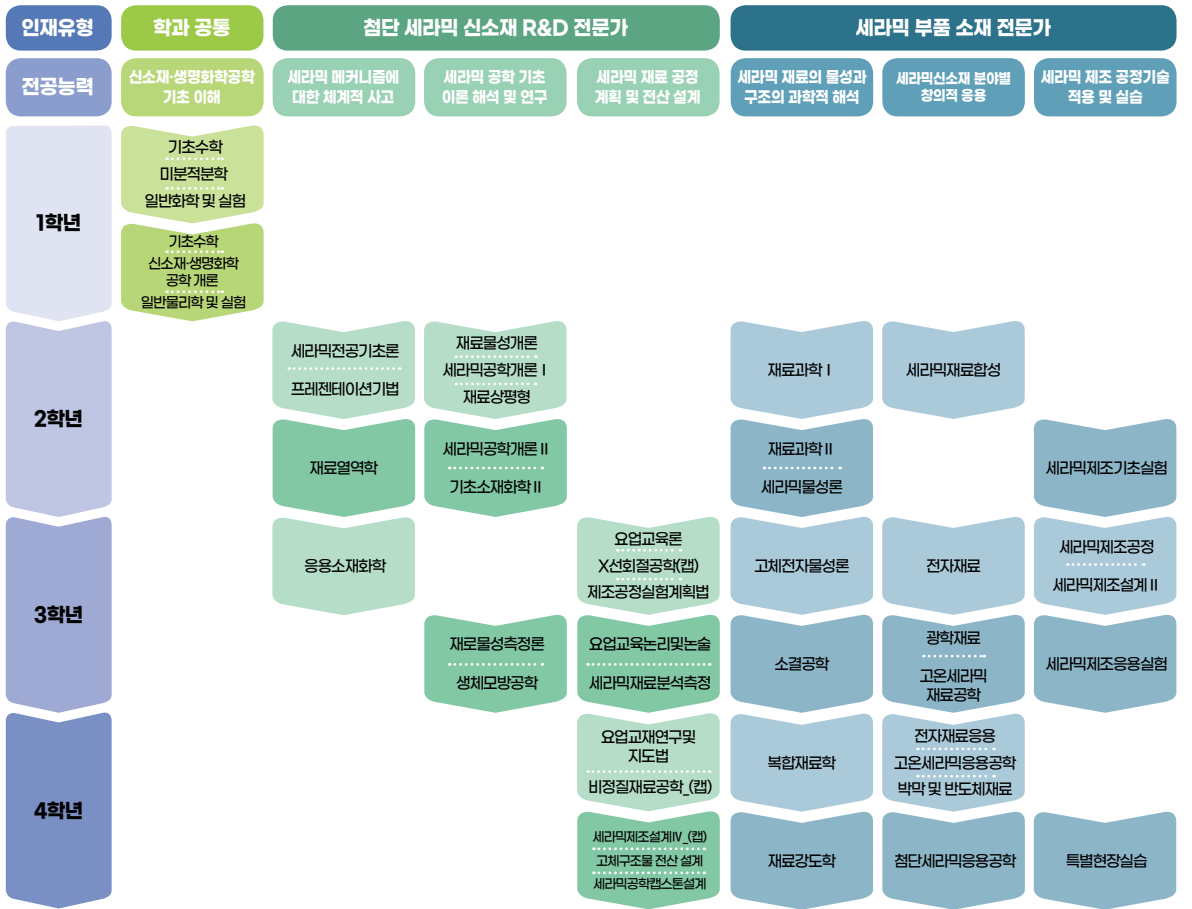 인재유형
학과 공통
첨단 세라믹 신소재 R&D 전문가
세라믹 부품 소재 전문가
전공능력
신소재·생명화학공학
기초 이해
세라믹 메커니즘에
대한 체계적 사고
세라믹 공학 기초
이론 해석 및 연구
세라믹 재료 공정
계획 및 전산 설계
세라믹 재료의 물성과
구조의 과학적 해석
세라믹신소재 분야별
창의적 응용
세라믹 제조 공정기술
적용 및 실습
1학년
기초수학
미분적분학
일반화학 및 실험
기초수학
신소재·생명화학
공학 개론
일반물리학 및 실험
2학년
세라믹전공기초론
프레젠테이션기법
재료물성개론
세라믹공학개론 I
재료상평형
재료과학 I
세라믹재료합성
재료열역학
세라믹공학개론 II
기초소재화학 II
재료과학 II
세라믹물성론
세라믹제조기초실험
3학년
응용소재화학
요업교육론
X선회절공학(캡)
제조공정실험계획법
고체전자물성론
전자재료
세라믹제조공정
세라믹제조설계 II
재로물성측정론
생체모방공학
요업교육논리및논술
세라믹재료분석측정
소결공학
광학재료
고온세라믹
재료공학
세라믹제조응용실험
4학년
요업교재연구및
지도법
비정질재료공학_(캡)
복합재료학
전자재료응용
고온세라믹응용공학
박막 및 반도체재료
세라믹제조설계IV_(캡)
고체구조물 전산 설계
세라믹공학캡스톤설계
재료강도학
첨단세라믹응용공학
특별현장실습